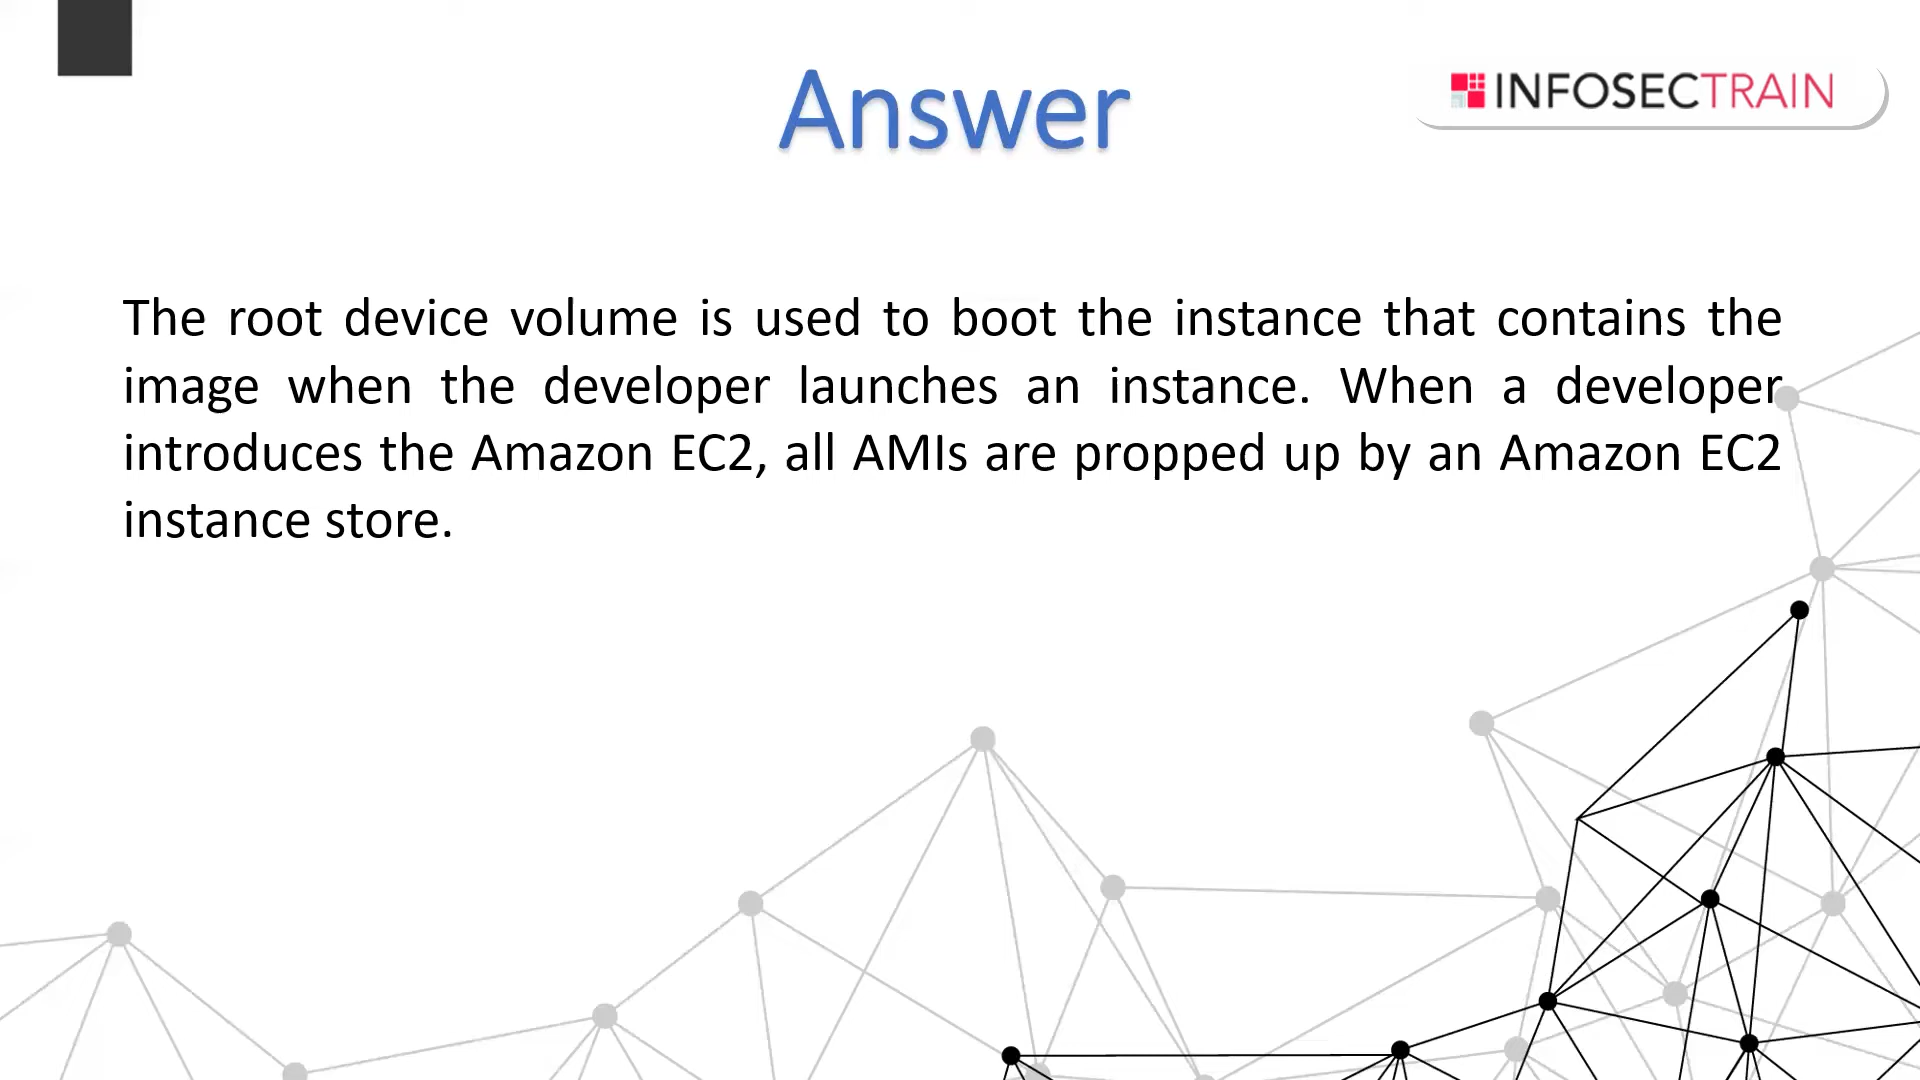 Answer
INFOSECTRAIN
The root device volume is used to boot the instance that contains the
image when the developer launches an instance. When a developer
introduces the Amazon EC2, all AMIs are propped up by an Amazon EC2
instance store.